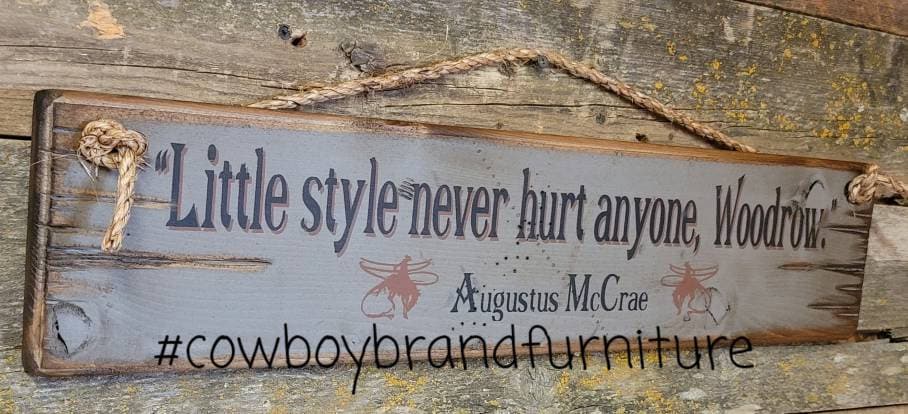 "Little style never hurt anyone, Woodrow."
Augustus McCrae
#cowboybrandfurniture